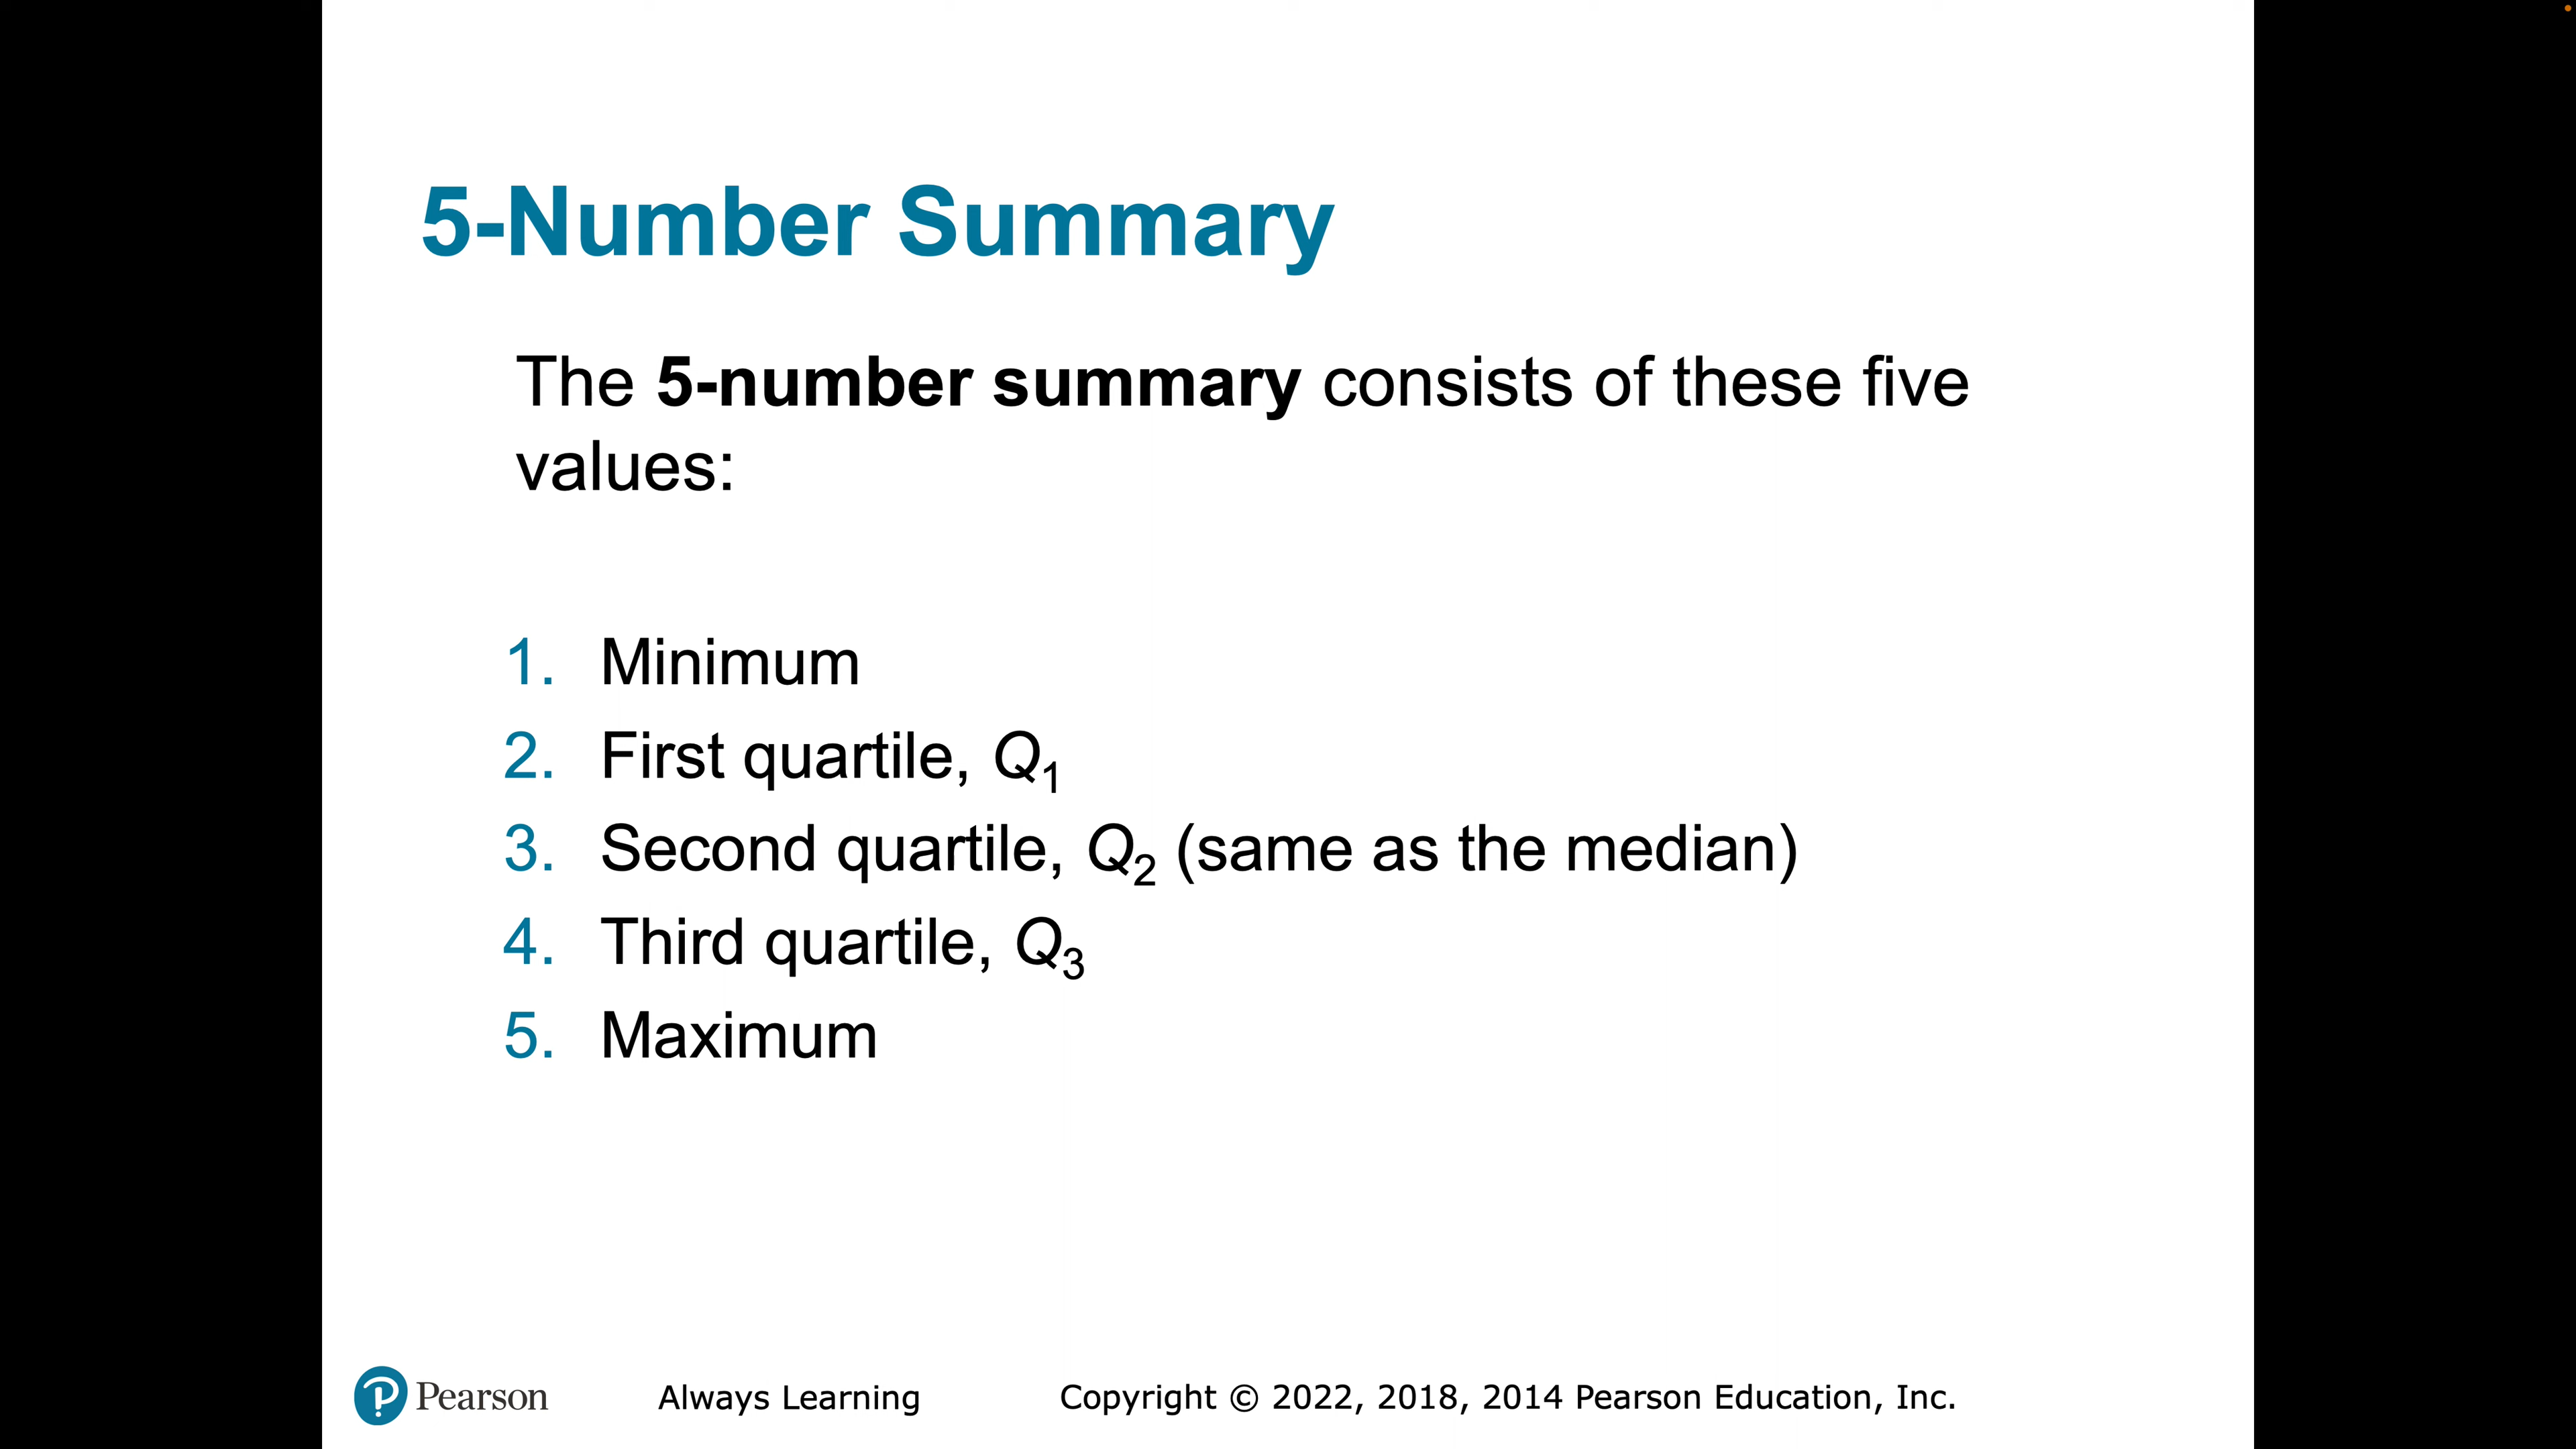 5-Number Summary
The 5-number summary consists of these five
values:
1. Minimum
2. First quartile, Q1
3. Second quartile, Q2 (same as the median)
4. Third quartile, Q3
5. Maximum
Pearson Always Learning Copyright © 2022, 2018, 2014 Pearson Education, Inc.